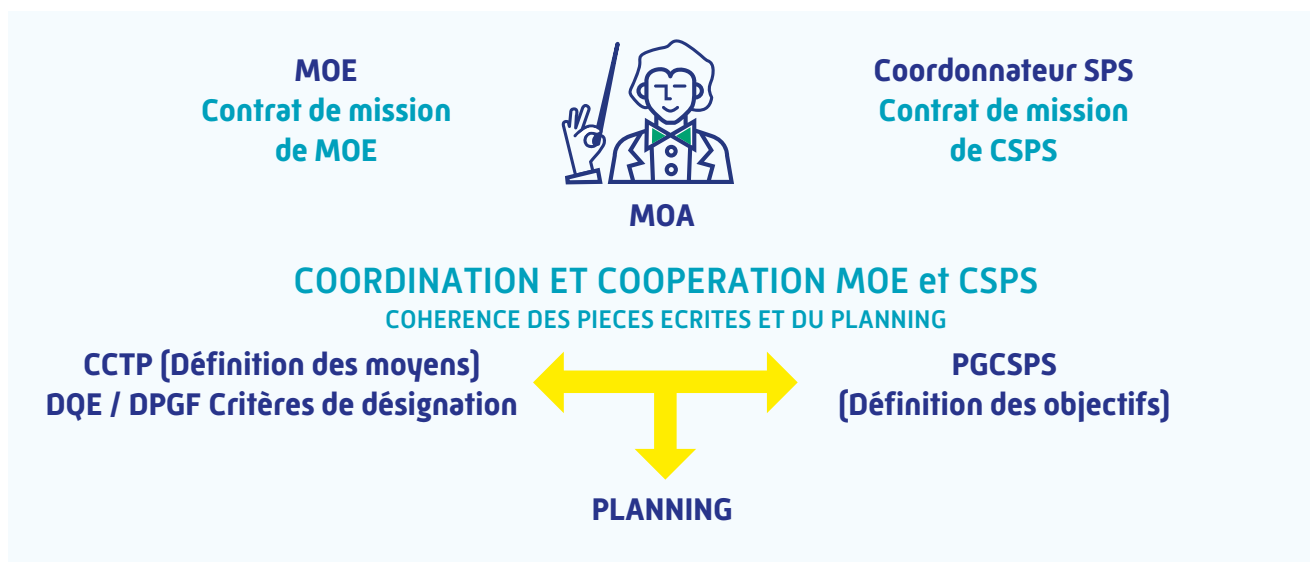 MOE
Contrat de mission
de MOE
MOA
Coordonnateur SPS
Contrat de mission
de CSPS
COORDINATION ET COOPERATION MOE et CSPS
COHERENCE DES PIECES ECRITES ET DU PLANNING
CCTP (Définition des moyens)
DQE / DPGF Critères de désignation
PGCSPS
(Définition des objectifs)
PLANNING